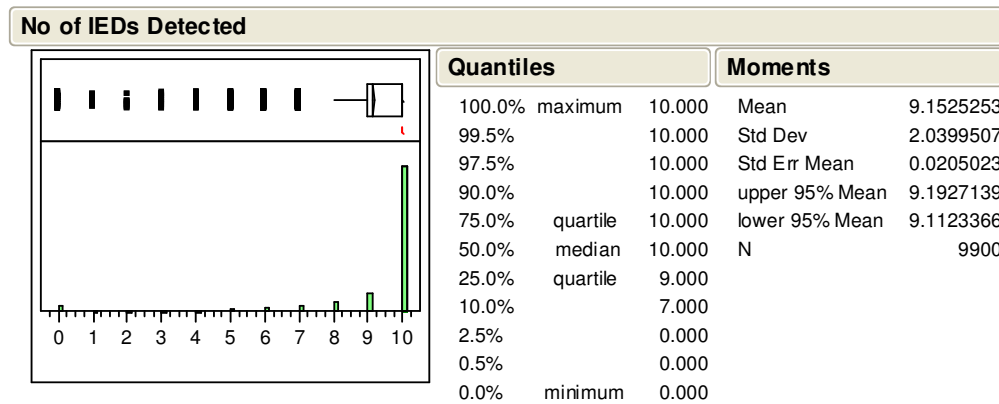 No of IEDs Detected
0 1 2 3 4 5 6 7 8 9 10
Quantiles
100.0% maximum 10.000
99.5% 10.000
97.5% 10.000
90.0% 10.000
75.0% quartile 10.000
50.0% median 10.000
25.0% quartile 9.000
10.0% 7.000
2.5% 0.000
0.5% 0.000
0.0% minimum 0.000
Moments
Mean 9.1525253
Std Dev 2.0399507
Std Err Mean 0.0205023
upper 95% Mean 9.1927139
lower 95% Mean 9.1123366
N 9900